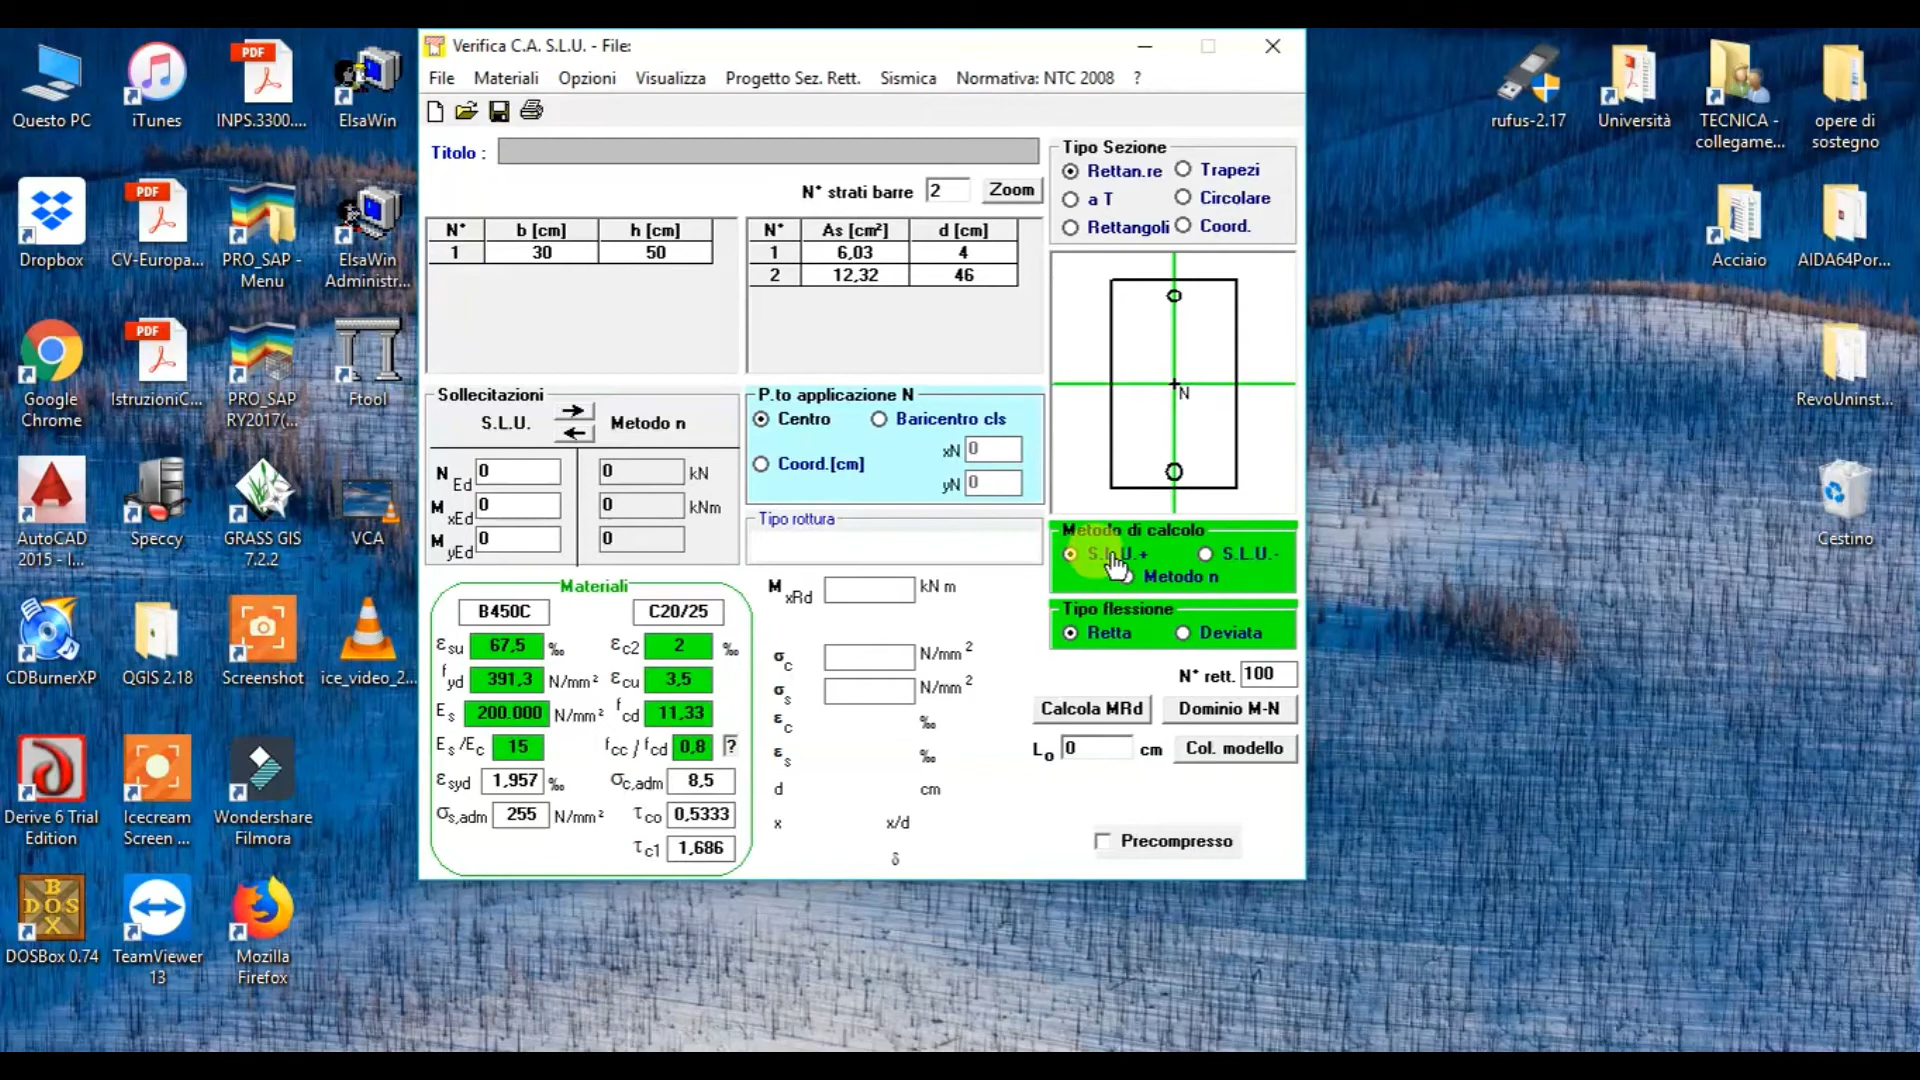 Verifica C.A. S.L.U. - File:
File Materiali Opzioni Visualizza Progetto Sez. Rett. Sismica Normativa: NTC 2008 ?
Titolo :
N° strati barre 2 Zoom
N° b [cm] h [cm]
1 30 50
N° As [cm²] d [cm]
1 6,03 4
2 12,32 46
Tipo Sezione
Rettan.re Trapezi
a T Circolare
Rettangoli Coord.
N
Sollecitazioni
S.L.U. Metodo n
N Ed 0 0 kN
M xEd 0 0 kNm
M yEd 0 0
P.to applicazione N
Centro Baricentro cls
Coord.[cm]
xN 0
yN 0
Tipo rottura
Metodo di calcolo
S.L.U.+ S.L.U.-
Metodo n
Tipo flessione
Retta Deviata
Materiali
B450C C20/25
εsu 67,5 ‰ εc2 2 ‰
fyd 391,3 N/mm² εcu 3,5
Es 200.000 N/mm² fcd 11,33
Es /Ec 15 fcc / fcd 0,8 ?
εsyd 1,957 ‰ σc,adm 8,5
σs,adm 255 N/mm² τco 0,5333
τc1 1,686
M xRd kN m
σc N/mm²
σs N/mm²
εc ‰
εs ‰
d cm
x x/d
δ
N° rett. 100
Calcola MRd Dominio M-N
Lo 0 cm Col. modello
Precompresso
Questo PC
iTunes
INPS.3300....
ElsaWin
Dropbox
CV-Europa...
PRO_SAP -
Menu
ElsaWin
Administr...
Google
Chrome
IstruzioniC...
PRO_SAP
RY2017(...
Ftool
AutoCAD
2015 - I...
Speccy
GRASS GIS
7.2.2
VCA
CDBurnerXP
QGIS 2.18
Screenshot
ice_video_2...
Derive 6 Trial
Edition
Icecream
Screen ...
Wondershare
Filmora
DOSBox 0.74
TeamViewer
13
Mozilla
Firefox
rufus-2.17
Università
TECNICA -
collegame...
opere di
sostegno
Acciaio
AIDA64Por...
RevoUninst...
Cestino
PDF
PDF
PDF
B
DOS
X